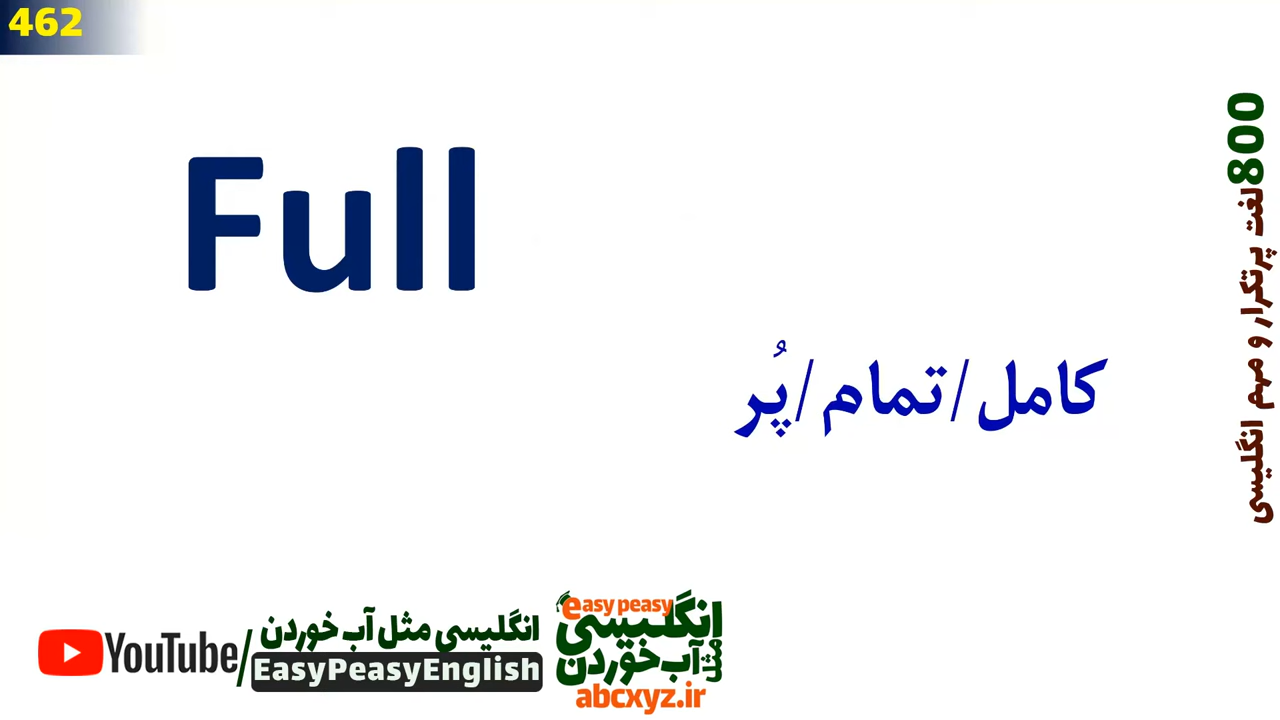 462
Full
کامل/تمام/پُر
800 لغت پرتکرار و مهم انگلیسی
YouTube/انگلیسی مثل آب خوردن
EasyPeasyEnglish
easy peasy
انگلیسی
مثل
آب خوردن
abcxyz.ir